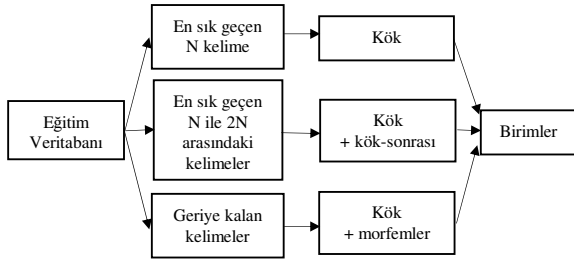 Eğitim
Veritabanı
En sık geçen
N kelime
Kök
En sık geçen
N ile 2N
arasındaki
kelimeler
Kök
+ kök-sonrası
Geriye kalan
kelimeler
Kök
+ morfemler
Birimler